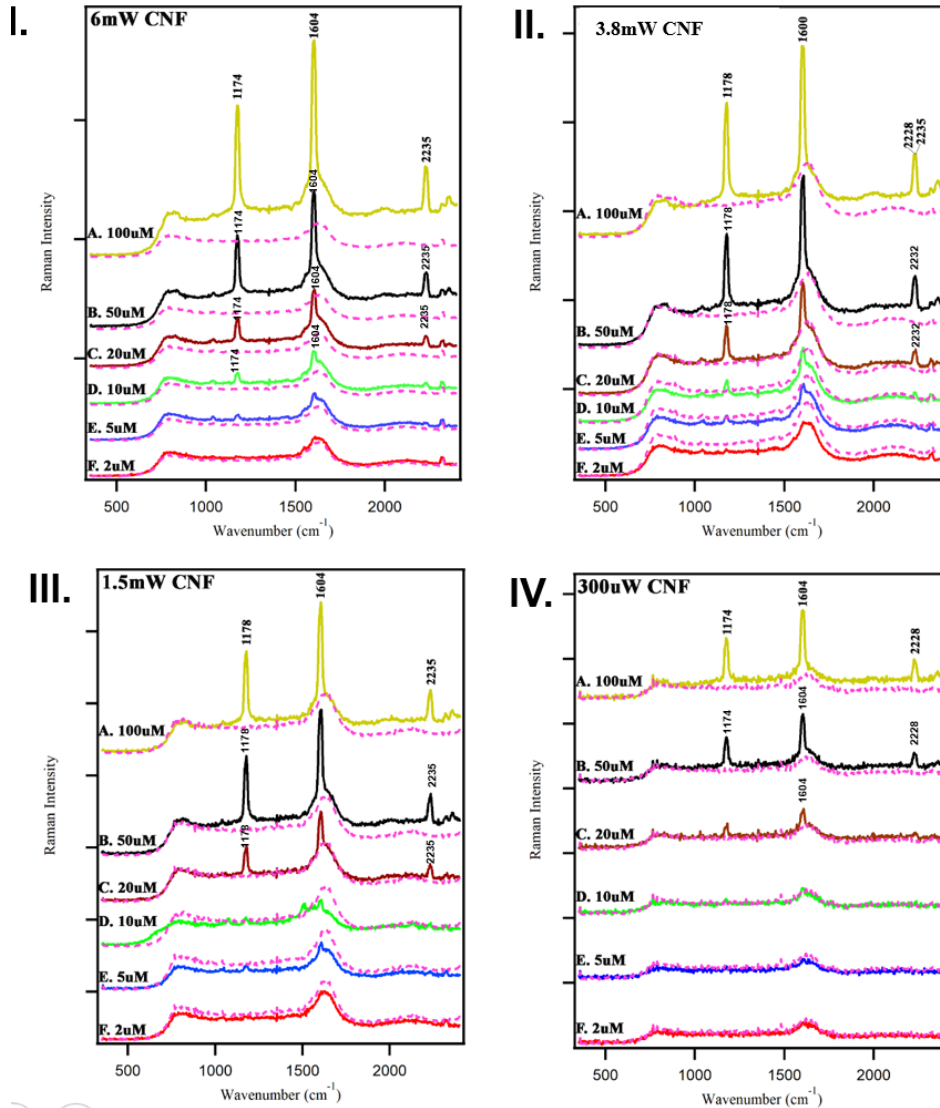 I.
6mW CNF
1174
1604
2235
A. 100uM
1174
1604
2235
B. 50uM
1174
1604
2235
C. 20uM
1174
1604
D. 10uM
E. 5uM
F. 2uM
Raman Intensity
500 1000 1500 2000
Wavenumber (cm⁻¹)
II.
3.8mW CNF
1178
1600
2228
2235
A. 100uM
1178
2232
B. 50uM
1178
2232
C. 20uM
D. 10uM
E. 5uM
F. 2uM
Raman Intensity
500 1000 1500 2000
Wavenumber (cm⁻¹)
III.
1.5mW CNF
1178
1604
2235
A. 100uM
1178
2235
B. 50uM
1178
2235
C. 20uM
D. 10uM
E. 5uM
F. 2uM
Raman Intensity
500 1000 1500 2000
Wavenumber (cm⁻¹)
IV.
300uW CNF
1174
1604
2228
A. 100uM
1174
1604
2228
B. 50uM
1604
C. 20uM
D. 10uM
E. 5uM
F. 2uM
Raman Intensity
500 1000 1500 2000
Wavenumber (cm⁻¹)